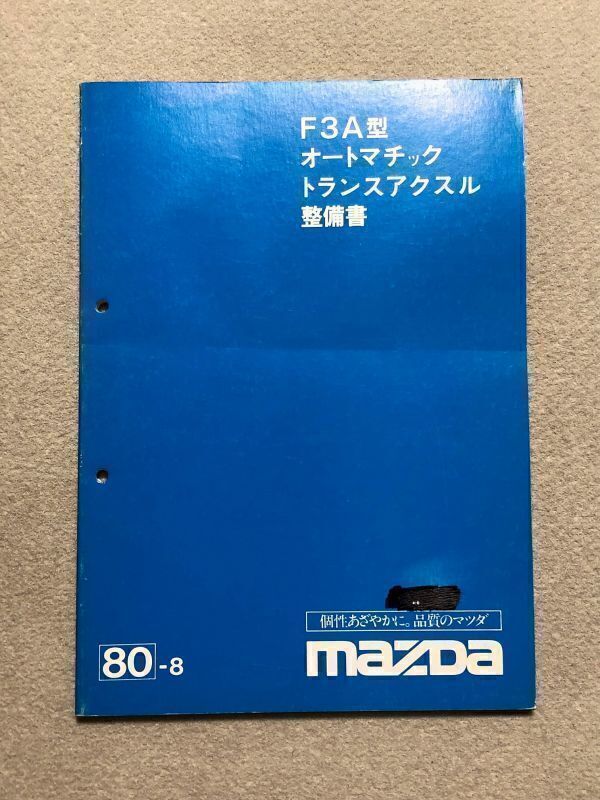 F3A型
オートマチック
トランスアクスル
整備書
個性あざやかに。品質のマツダ
80-8
mazda